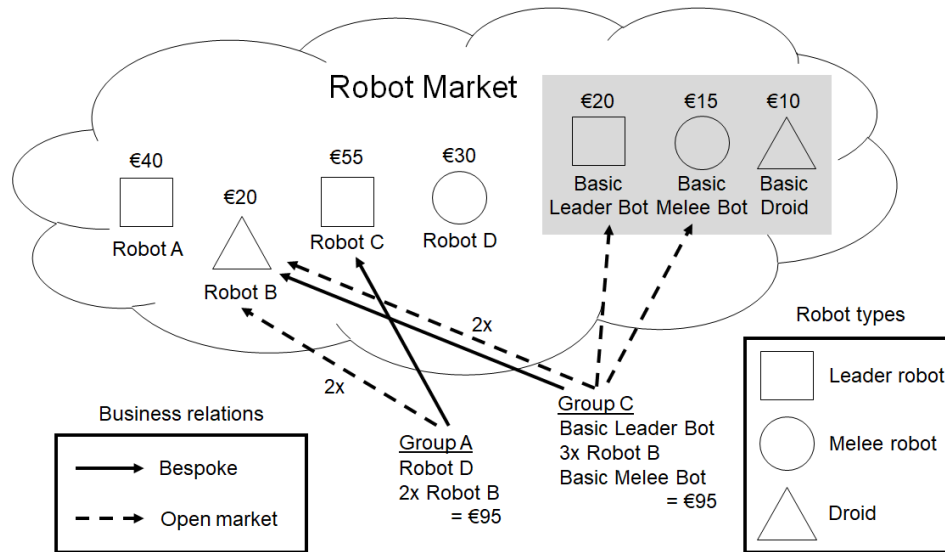 Robot Market
€20
€15
€10
Basic
Leader Bot
Basic
Melee Bot
Basic
Droid
€40
Robot A
€20
Robot B
€55
Robot C
€30
Robot D
2x
2x
Business relations
Bespoke
Open market
Group A
Robot D
2x Robot B
= €95
Group C
Basic Leader Bot
3x Robot B
Basic Melee Bot
= €95
Robot types
Leader robot
Melee robot
Droid